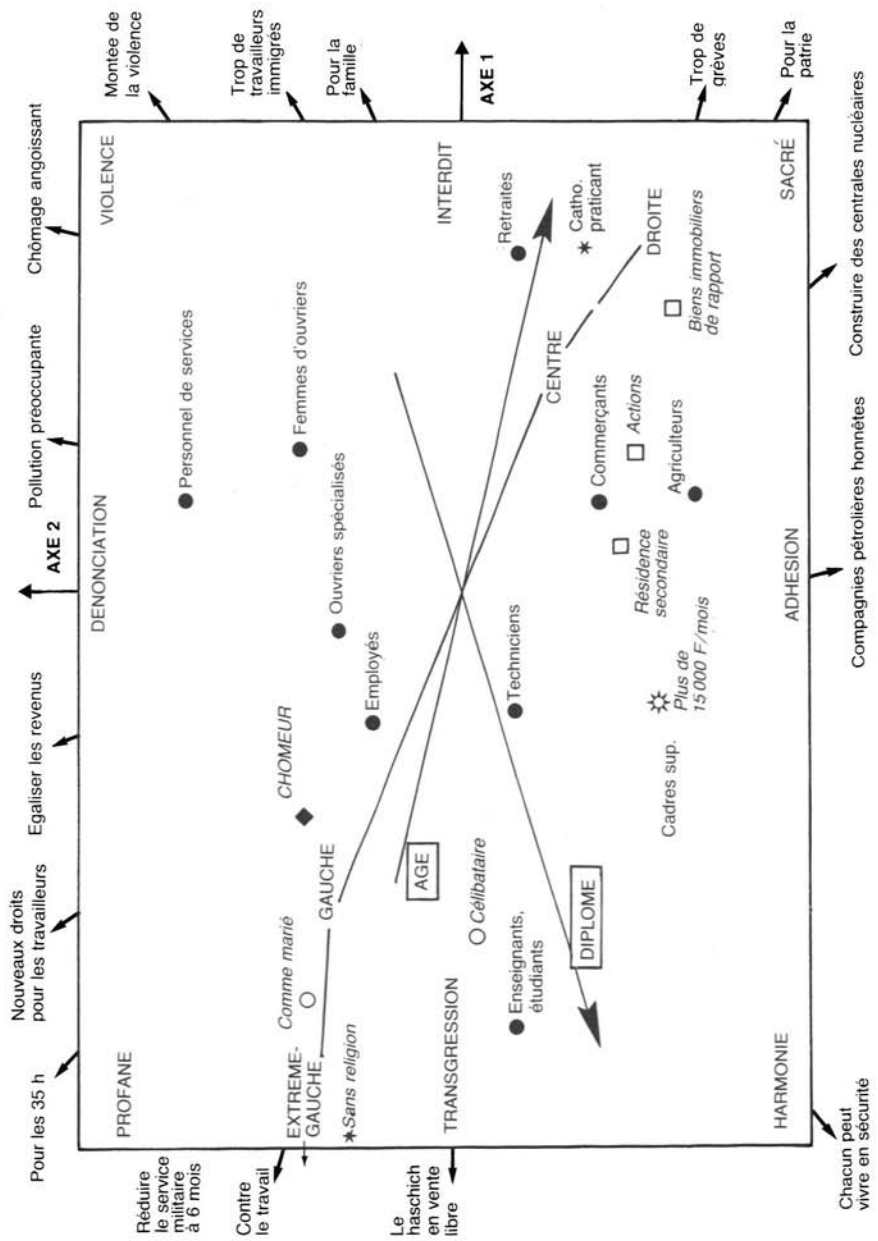 Pour les 35 h
Nouveaux droits
pour les travailleurs
Egaliser les revenus
Pollution préoccupante
Chômage angoissant
AXE 2
PROFANE
DENONCIATION
VIOLENCE
Réduire
le service
militaire
à 6 mois
Montée de
la violence
Personnel de services
Contre
le travail
EXTREME-
GAUCHE
Comme marié
CHOMEUR
Femmes d'ouvriers
Trop de
travailleurs
immigrés
GAUCHE
Ouvriers spécialisés
Sans religion
Employés
Pour la
famille
AGE
Le
haschich
en vente
libre
TRANSGRESSION
Célibataire
INTERDIT
AXE 1
Enseignants,
étudiants
Techniciens
Retraités
CENTRE
Catho.
praticant
DIPLOME
Commerçants
DROITE
Résidence
secondaire
Actions
Biens immobiliers
de rapport
Cadres sup.
Plus de
15 000 F/mois
Agriculteurs
Trop de
grèves
HARMONIE
ADHESION
SACRÉ
Pour la
patrie
Chacun peut
vivre en sécurité
Compagnies pétrolières honnêtes
Construire des centrales nucléaires